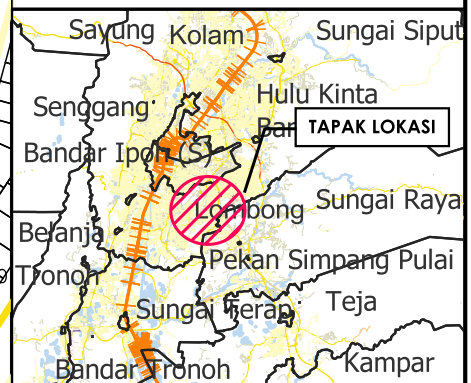 Sayung
Kolam
Sungai Siput
Senggang
Hulu Kinta
TAPAK LOKASI
Bandar Ipoh (S)
Lombong
Sungai Raya
Belanja
Pekan Simpang Pulai
Tronoh
Sungai Terap
Teja
Bandar Tronoh
Kampar